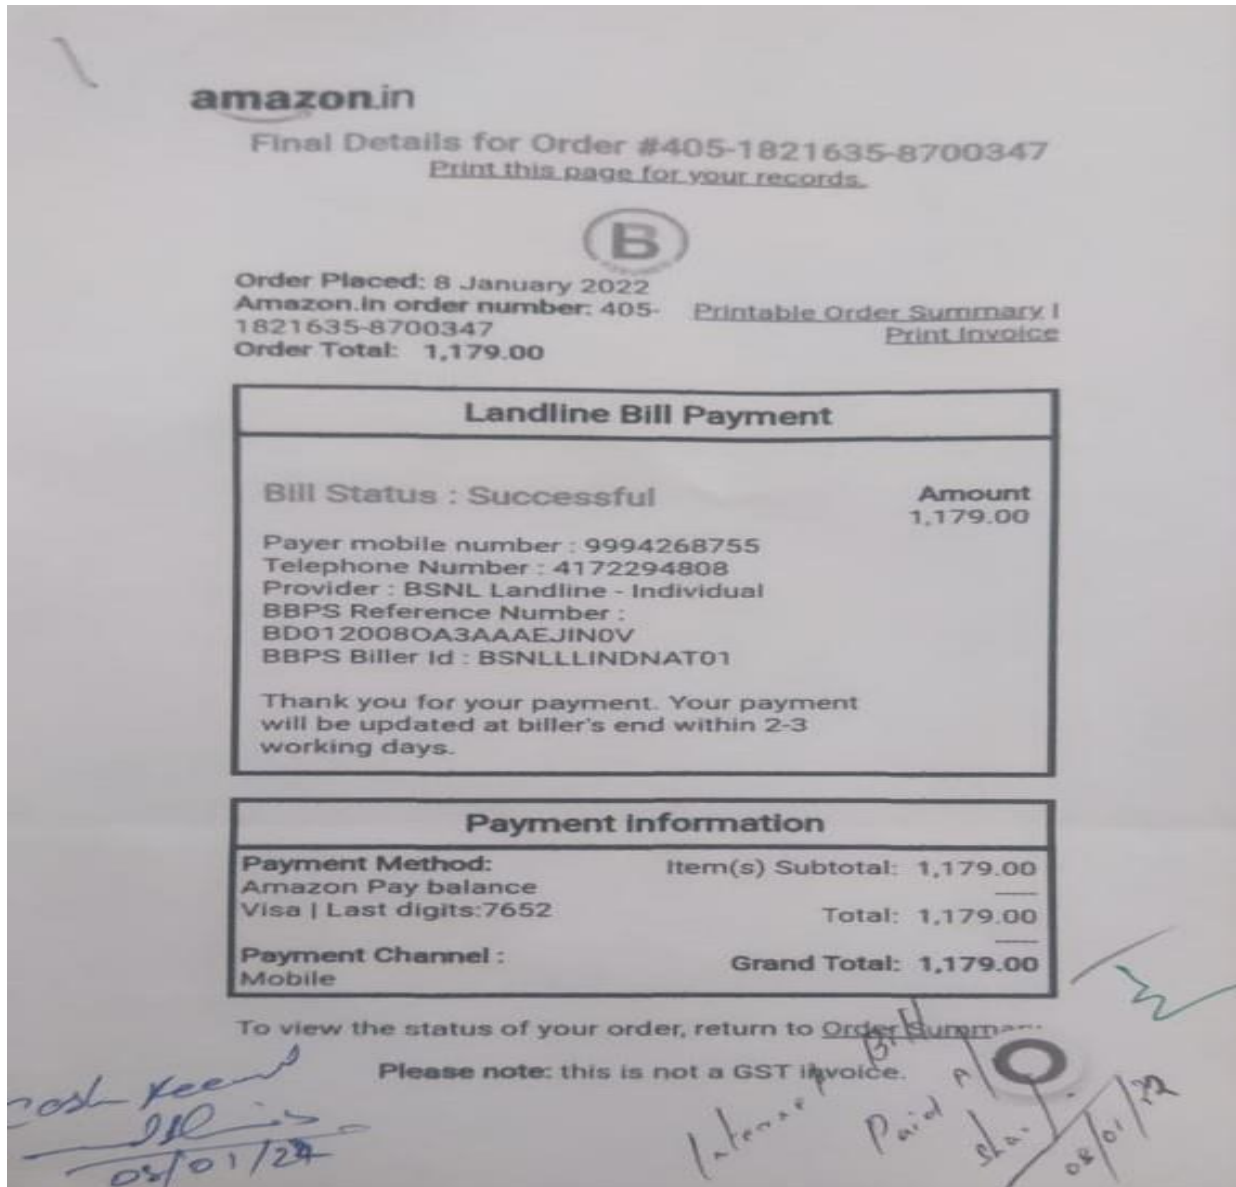 amazon.in
Final Details for Order #405-1821635-8700347
Print this page for your records.
B
Order Placed: 8 January 2022
Amazon.in order number: 405-
1821635-8700347
Order Total: 1,179.00
Printable Order Summary |
Print Invoice
Landline Bill Payment
Bill Status : Successful
Amount
1,179.00
Payer mobile number : 9994268755
Telephone Number : 4172294808
Provider : BSNL Landline - Individual
BBPS Reference Number :
BD012008OA3AAAEJIN0V
BBPS Biller Id : BSNLLLINDNAT01
Thank you for your payment. Your payment
will be updated at biller's end within 2-3
working days.
Payment Information
Payment Method:
Amazon Pay balance
Visa | Last digits:7652
Payment Channel :
Mobile
Item(s) Subtotal: 1,179.00
Total: 1,179.00
Grand Total: 1,179.00
To view the status of your order, return to Order Summary
Please note: this is not a GST invoice.
Internet Bill
Paid
08/01/22